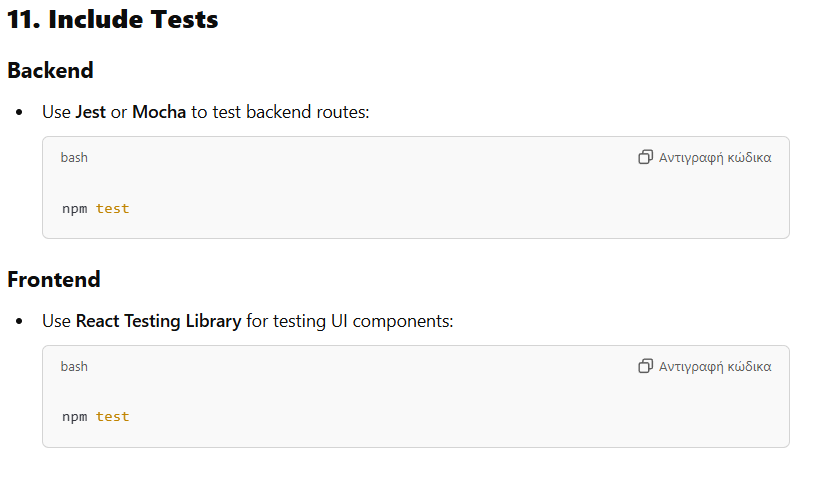 11. Include Tests
Backend
• Use Jest or Mocha to test backend routes:
bash
Αντιγραφή κώδικα
npm test
Frontend
• Use React Testing Library for testing UI components:
bash
Αντιγραφή κώδικα
npm test